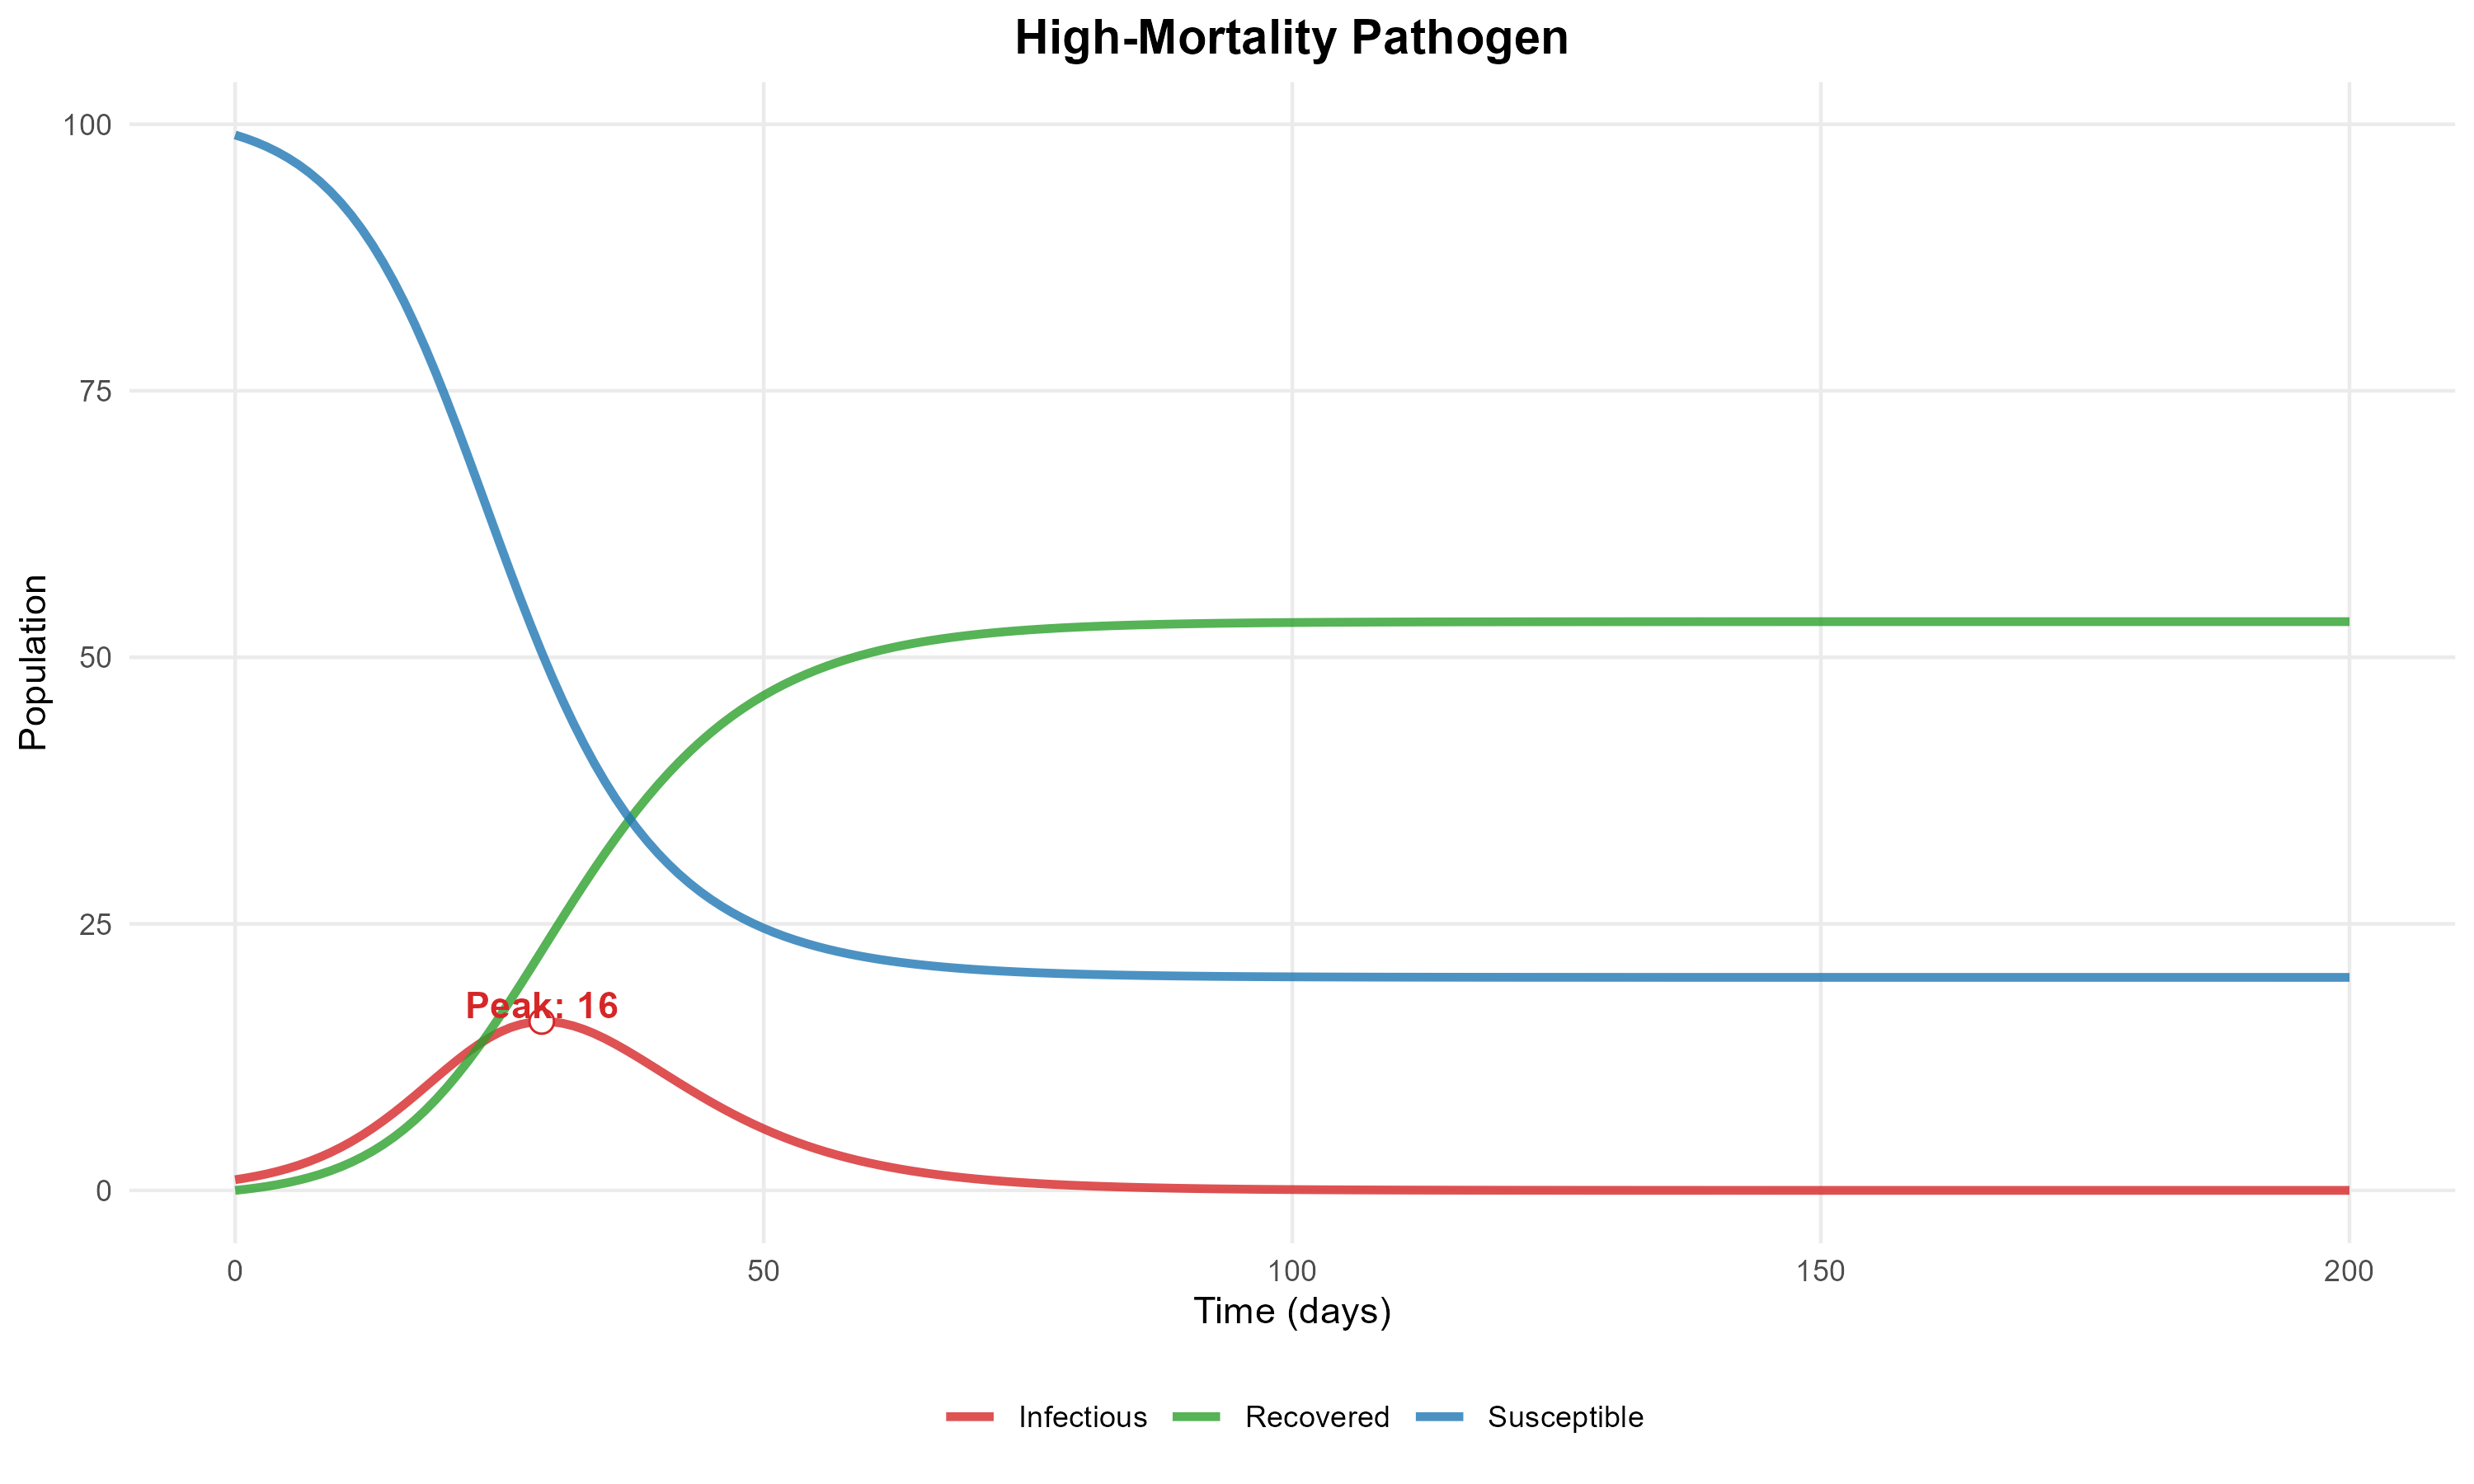 High-Mortality Pathogen
Population
100
75
50
25
0
Peak: 16
0 50 100 150 200
Time (days)
Infectious Recovered Susceptible